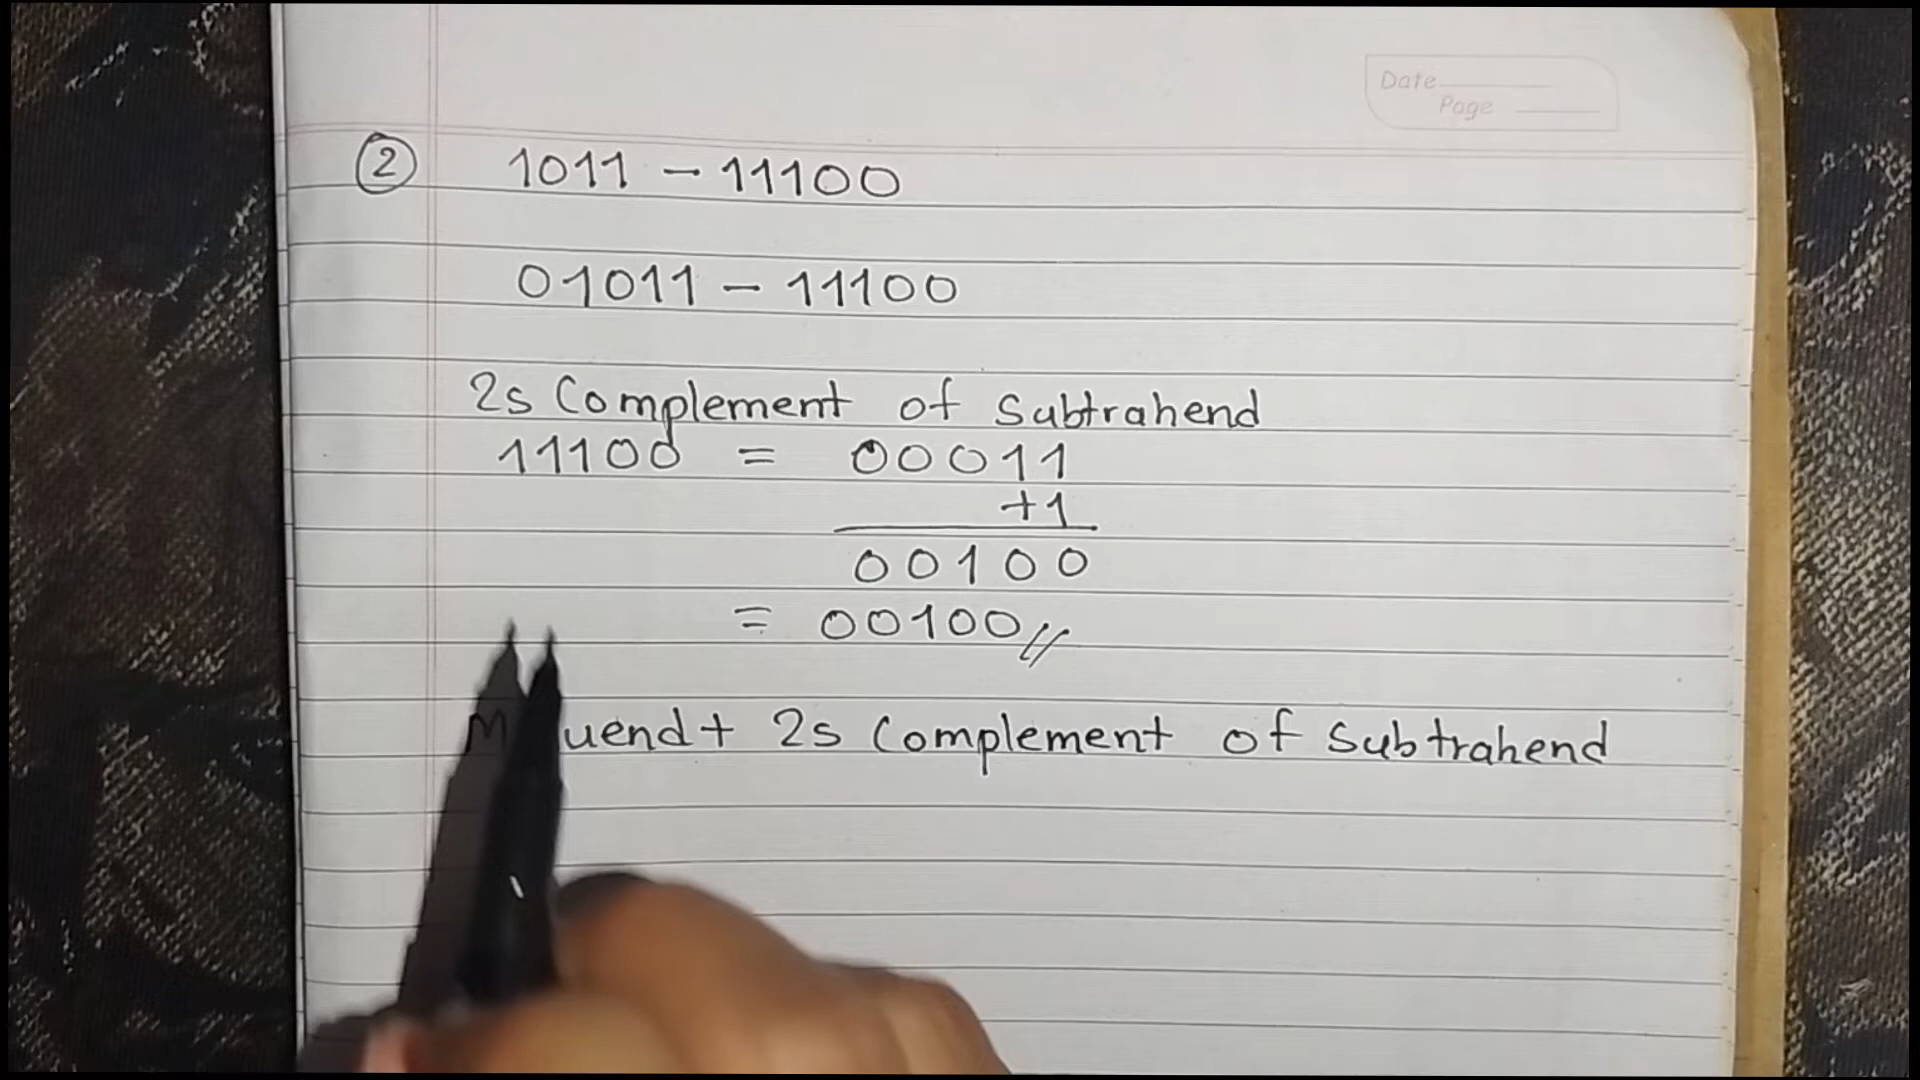 Date
Page
② 1011 - 11100
01011 - 11100
2s Complement of Subtrahend
11100 = 00011
+1
00100
= 00100//
+ 2s Complement of Subtrahend